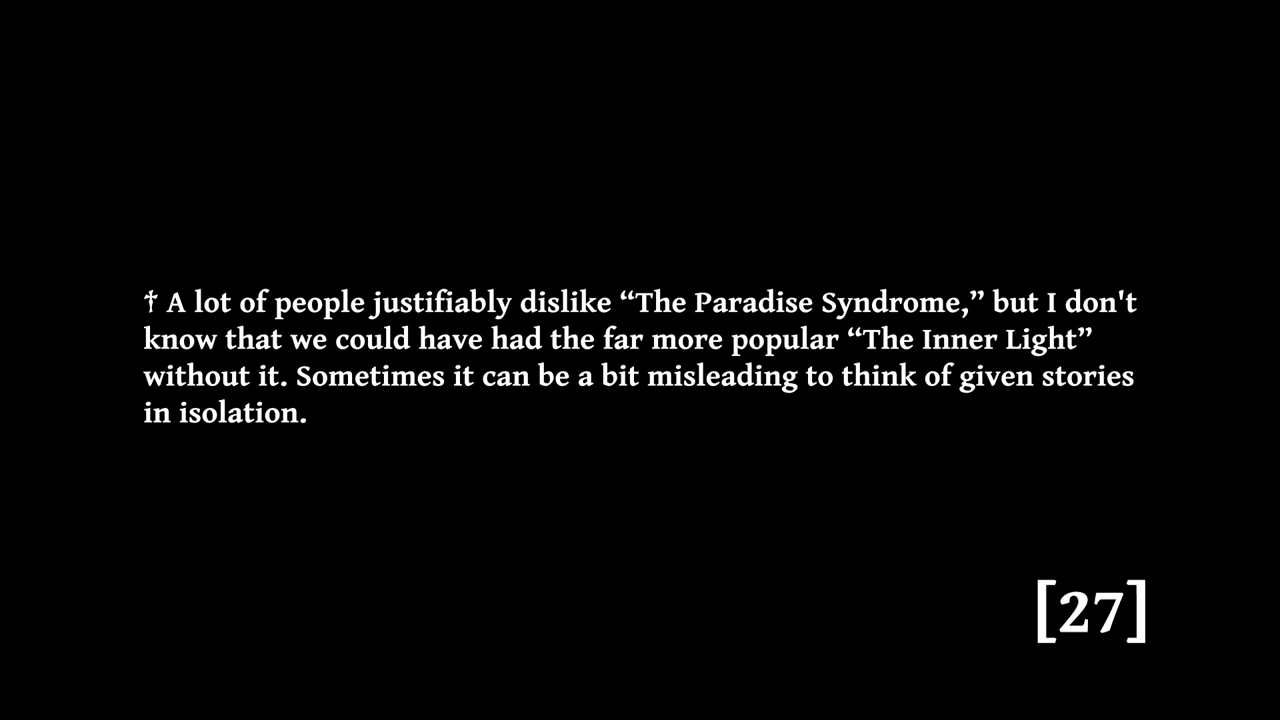 † A lot of people justifiably dislike “The Paradise Syndrome,” but I don't
know that we could have had the far more popular “The Inner Light”
without it. Sometimes it can be a bit misleading to think of given stories
in isolation.
[27]